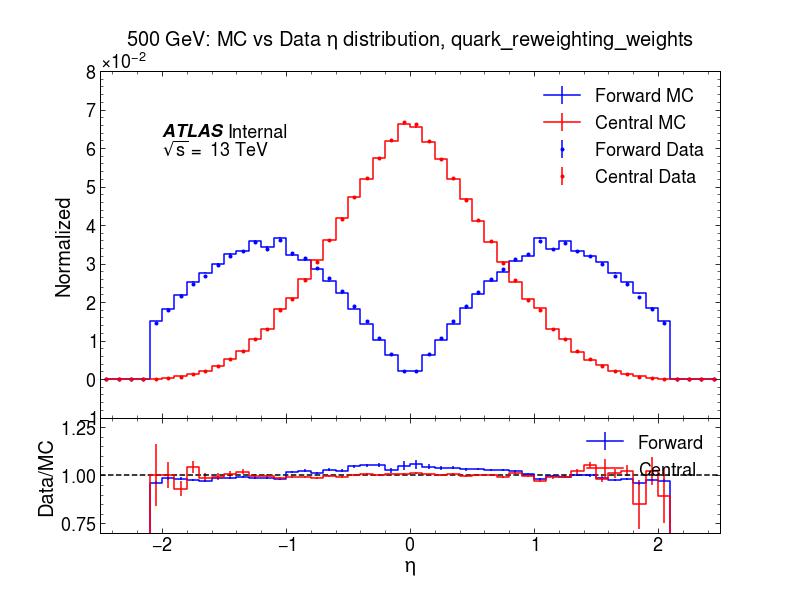 500 GeV: MC vs Data η distribution, quark_reweighting_weights
×10⁻²
8
7
6
5
4
3
2
1
0
−1
Normalized
ATLAS Internal
√s = 13 TeV
Forward MC
Central MC
Forward Data
Central Data
1.25
1.00
0.75
Data/MC
Forward
Central
−2
−1
0
1
2
η